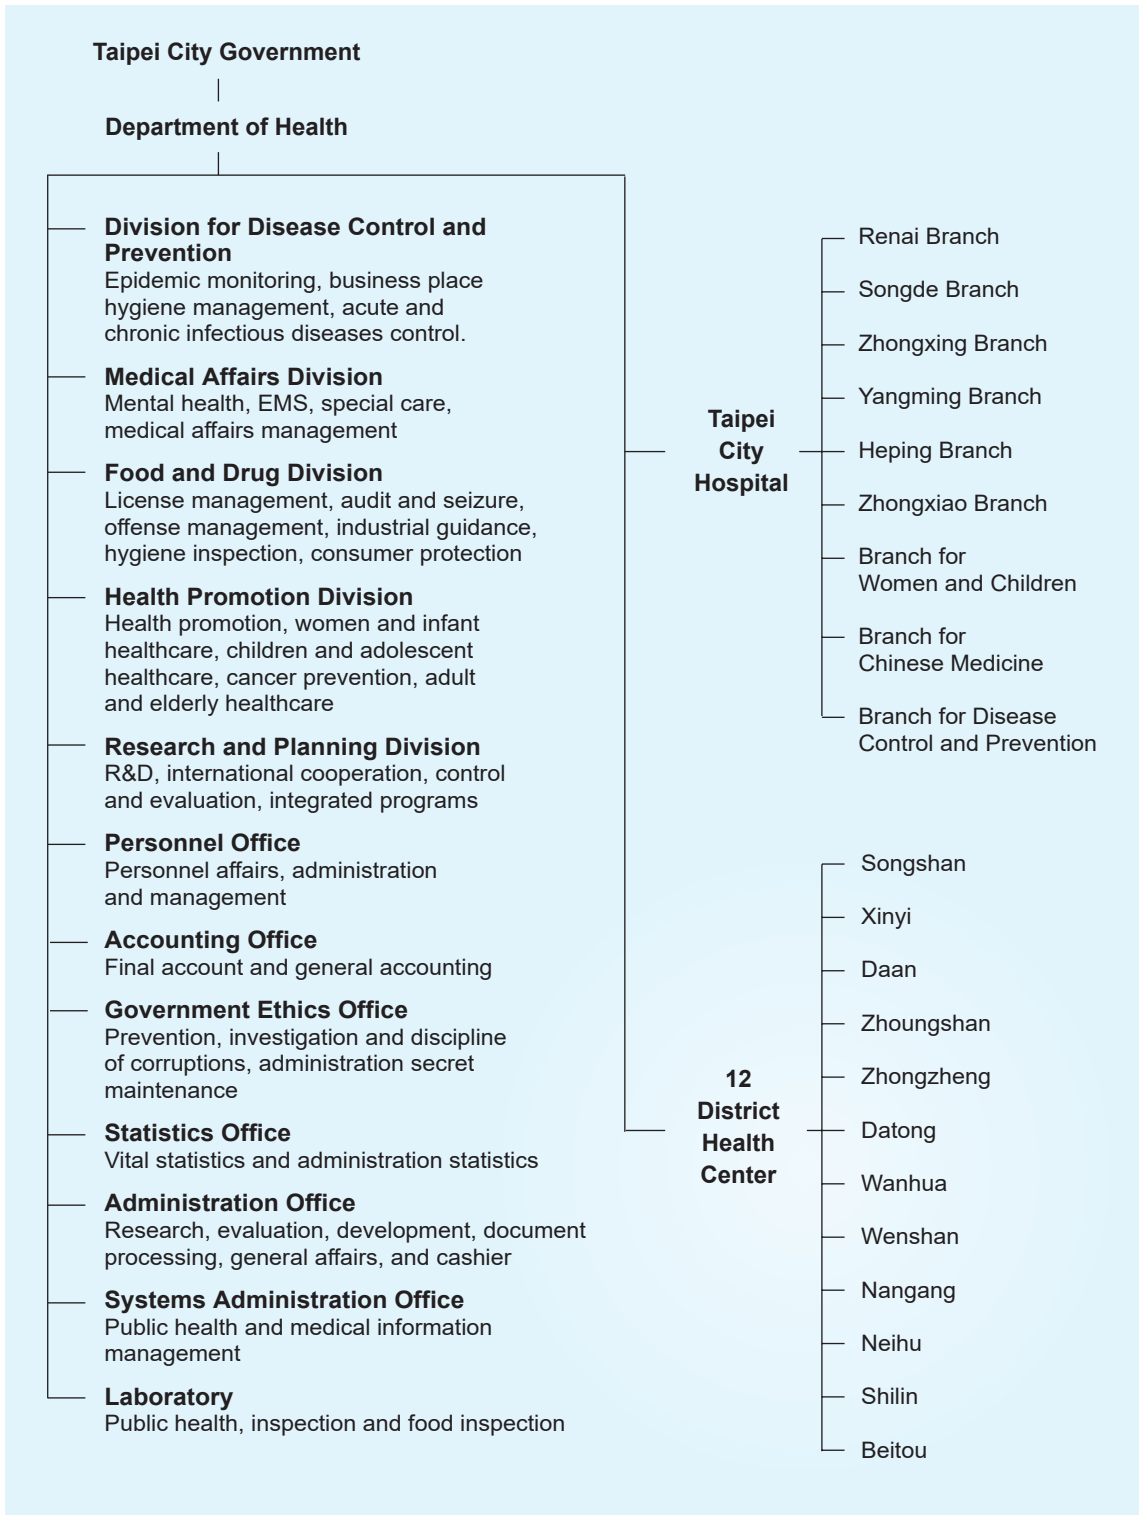 Taipei City Government
Department of Health
Division for Disease Control and
Prevention
Epidemic monitoring, business place
hygiene management, acute and
chronic infectious diseases control.
Medical Affairs Division
Mental health, EMS, special care,
medical affairs management
Food and Drug Division
License management, audit and seizure,
offense management, industrial guidance,
hygiene inspection, consumer protection
Health Promotion Division
Health promotion, women and infant
healthcare, children and adolescent
healthcare, cancer prevention, adult
and elderly healthcare
Research and Planning Division
R&D, international cooperation, control
and evaluation, integrated programs
Personnel Office
Personnel affairs, administration
and management
Accounting Office
Final account and general accounting
Government Ethics Office
Prevention, investigation and discipline
of corruptions, administration secret
maintenance
Statistics Office
Vital statistics and administration statistics
Administration Office
Research, evaluation, development, document
processing, general affairs, and cashier
Systems Administration Office
Public health and medical information
management
Laboratory
Public health, inspection and food inspection
Taipei
City
Hospital
Renai Branch
Songde Branch
Zhongxing Branch
Yangming Branch
Heping Branch
Zhongxiao Branch
Branch for
Women and Children
Branch for
Chinese Medicine
Branch for Disease
Control and Prevention
12
District
Health
Center
Songshan
Xinyi
Daan
Zhoungshan
Zhongzheng
Datong
Wanhua
Wenshan
Nangang
Neihu
Shilin
Beitou